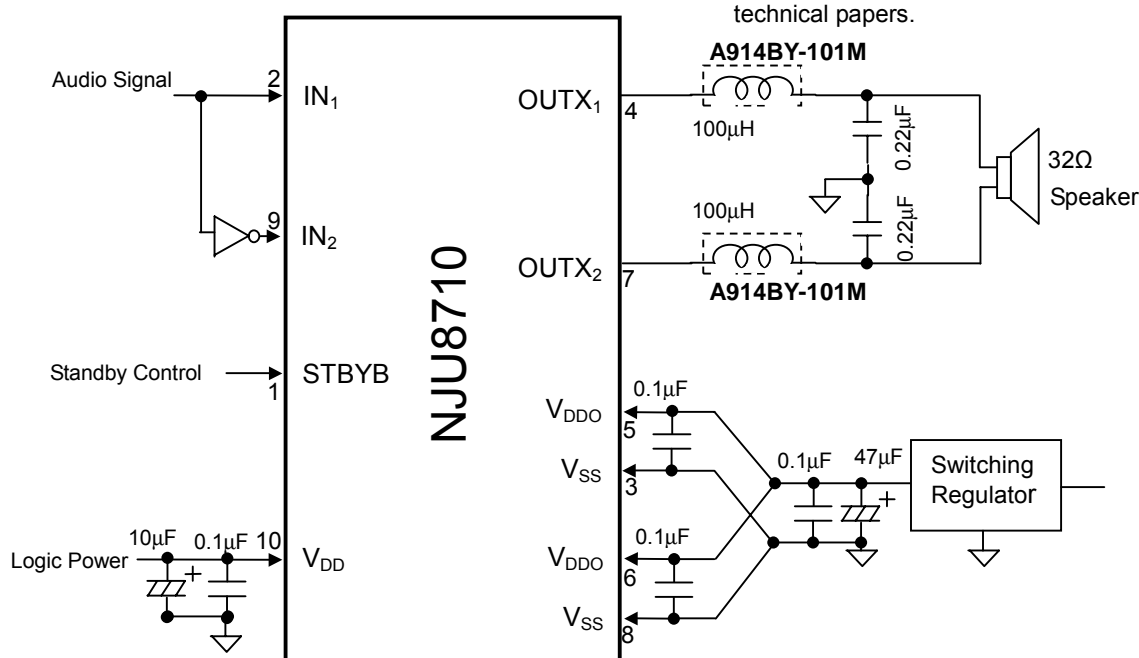 technical papers.
A914BY-101M
Audio Signal
2
IN1
OUTX1
4
100μH
0.22μF
32Ω
Speaker
9
IN2
100μH
0.22μF
OUTX2
7
A914BY-101M
NJU8710
Standby Control
1
STBYB
0.1μF
VDDO
5
VSS
3
0.1μF
47μF
+
Switching
Regulator
10μF
0.1μF
10
Logic Power
+
VDD
0.1μF
VDDO
6
VSS
8